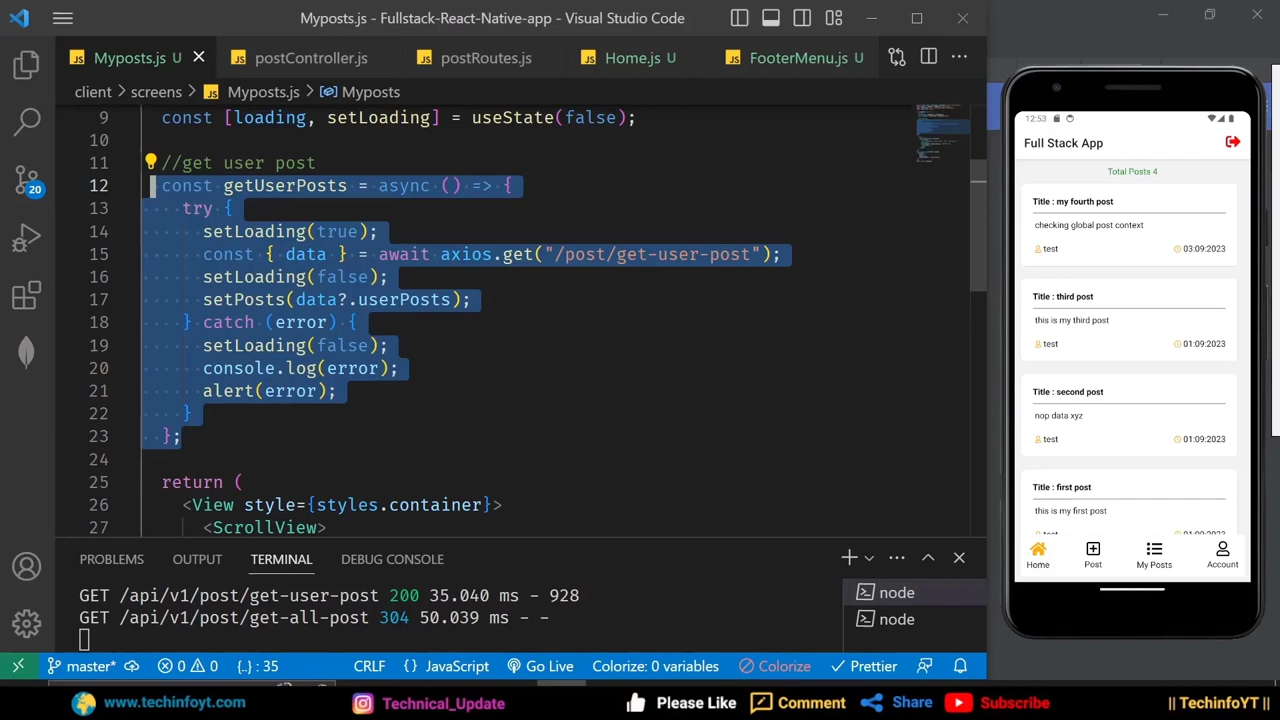 Myposts.js - Fullstack-React-Native-app - Visual Studio Code
Myposts.js U
postController.js
postRoutes.js
Home.js U
FooterMenu.js U
client > screens > Myposts.js > Myposts
9 const [loading, setLoading] = useState(false);
10
11 //get user post
12 const getUserPosts = async () => {
13 try {
14 setLoading(true);
15 const { data } = await axios.get("/post/get-user-post");
16 setLoading(false);
17 setPosts(data?.userPosts);
18 } catch (error) {
19 setLoading(false);
20 console.log(error);
21 alert(error);
22 }
23 };
24
25 return (
26 <View style={styles.container}>
27 <ScrollView>
20
PROBLEMS OUTPUT TERMINAL DEBUG CONSOLE
GET /api/v1/post/get-user-post 200 35.040 ms - 928
GET /api/v1/post/get-all-post 304 50.039 ms - -
node
node
master* 0 0 {..} : 35 CRLF {} JavaScript Go Live Colorize: 0 variables Colorize Prettier
12:53
Full Stack App
Total Posts 4
Title : my fourth post
checking global post context
test 03:09:2023
Title : third post
this is my third post
test 01:09:2023
Title : second post
nop data xyz
test 01:09:2023
Title : first post
this is my first post
test 01:09:2023
Home Post My Posts Account
www.techinfoyt.com Technical_Update Please Like Comment Share Subscribe || TechinfoYT ||